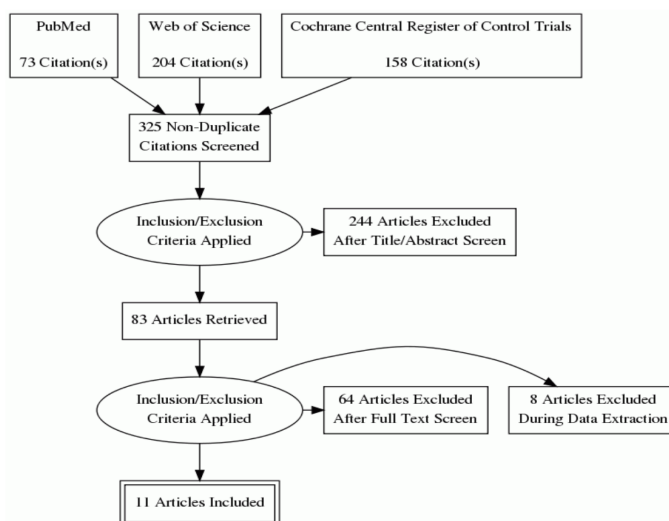 PubMed
73 Citation(s)
Web of Science
204 Citation(s)
Cochrane Central Register of Control Trials
158 Citation(s)
325 Non-Duplicate
Citations Screened
Inclusion/Exclusion
Criteria Applied
244 Articles Excluded
After Title/Abstract Screen
83 Articles Retrieved
Inclusion/Exclusion
Criteria Applied
64 Articles Excluded
After Full Text Screen
8 Articles Excluded
During Data Extraction
11 Articles Included